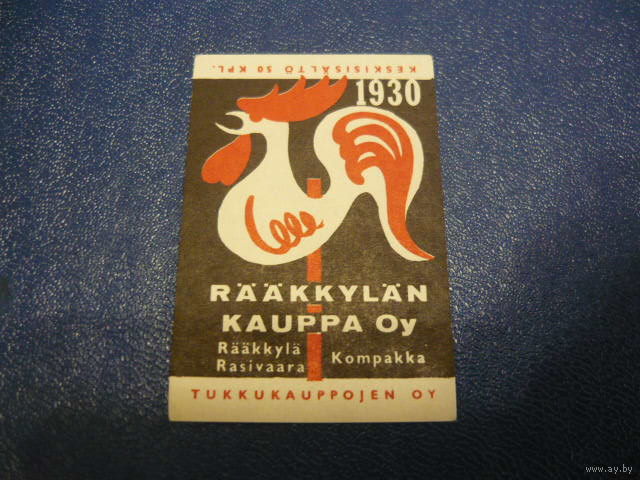 KESKISISÄLTÖ 50 KPL.
1930
RÄÄKKYLÄN
KAUPPA Oy
Rääkkylä
Rasivaara
Kompakka
TUKKUKAUPPOJEN OY
www.ay.by